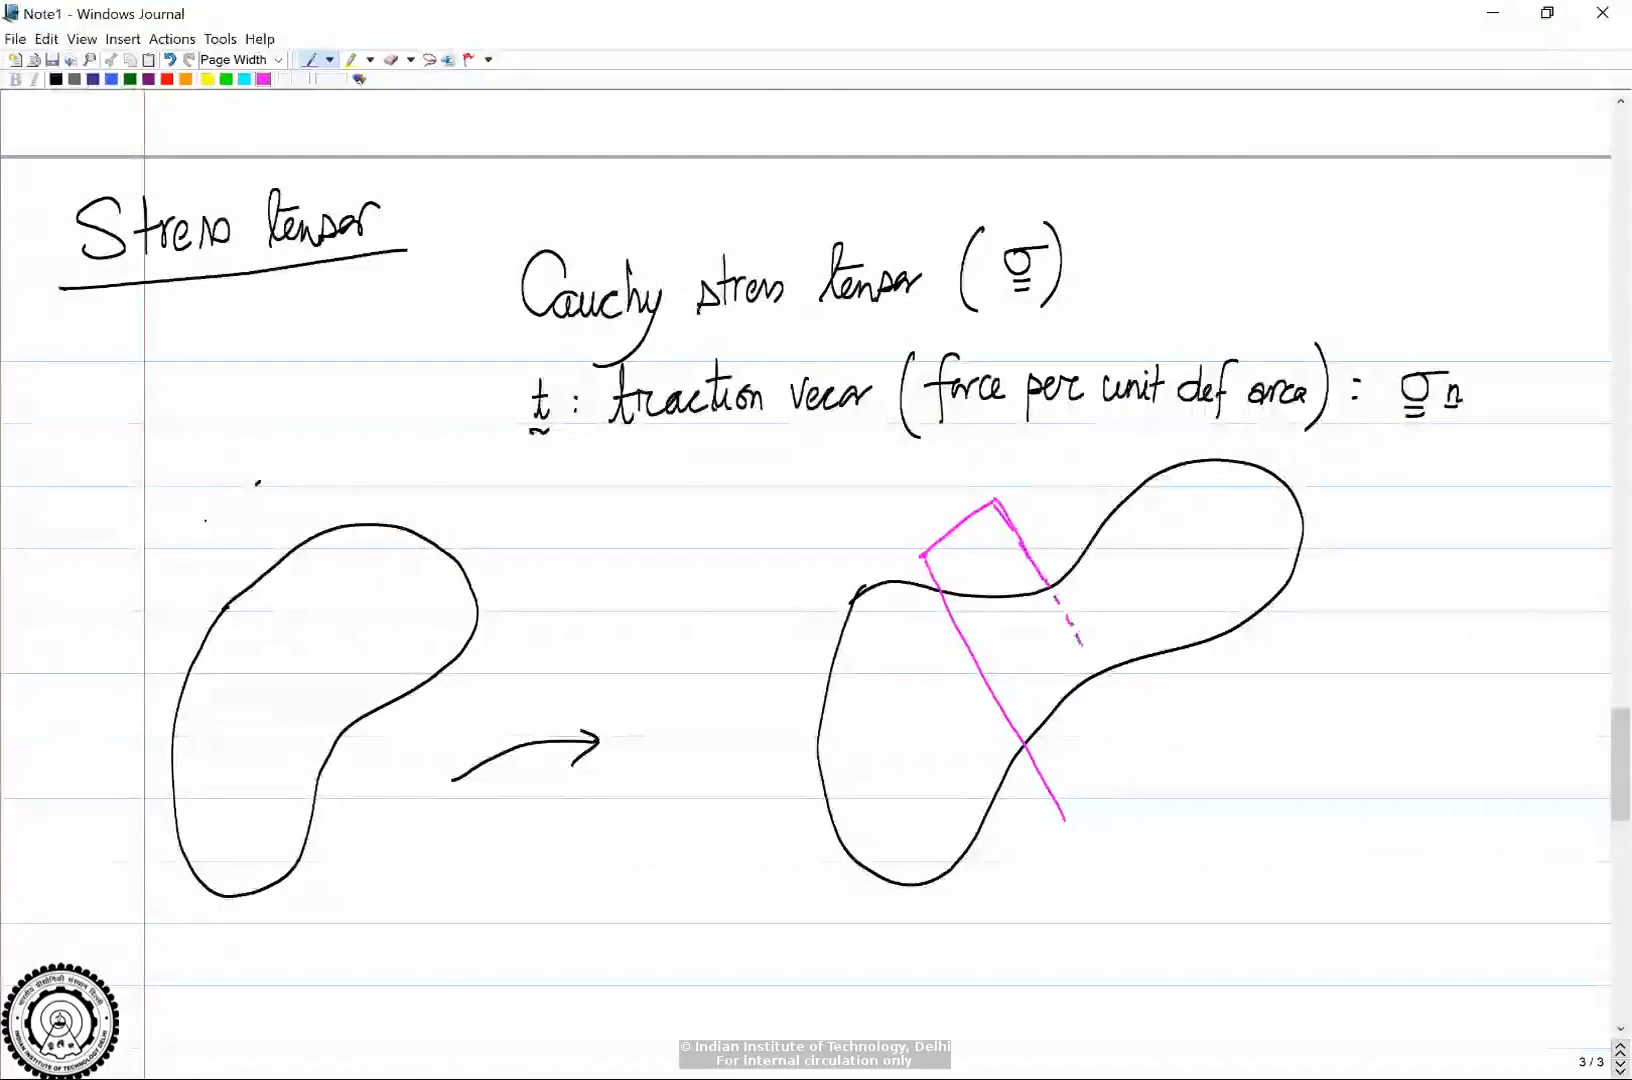 Note1 - Windows Journal
File Edit View Insert Actions Tools Help
Page Width
B I
Stress tensor
Cauchy stress tensor (σ)
t : traction vecor (force per unit def area) = σ n
© Indian Institute of Technology, Delhi
For internal circulation only
3 / 3